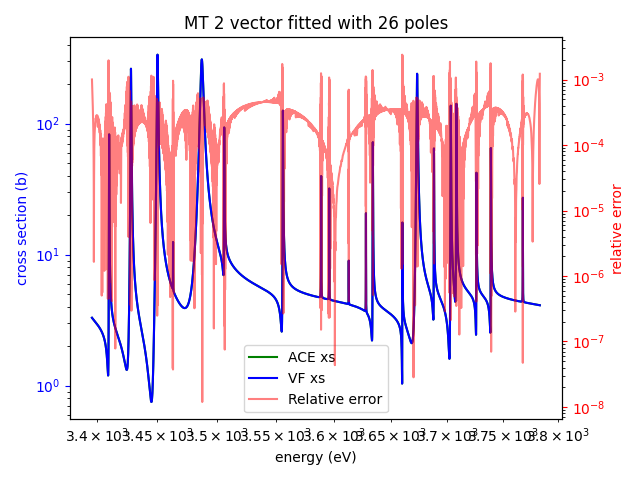 MT 2 vector fitted with 26 poles
10²
10¹
10⁰
cross section (b)
10⁻³
10⁻⁴
10⁻⁵
10⁻⁶
10⁻⁷
10⁻⁸
relative error
ACE xs
VF xs
Relative error
3.4 × 10³ 3.45 × 10³ 3.5 × 10³ 3.55 × 10³ 3.6 × 10³ 3.65 × 10³ 3.7 × 10³ 3.75 × 10³ 3.8 × 10³
energy (eV)